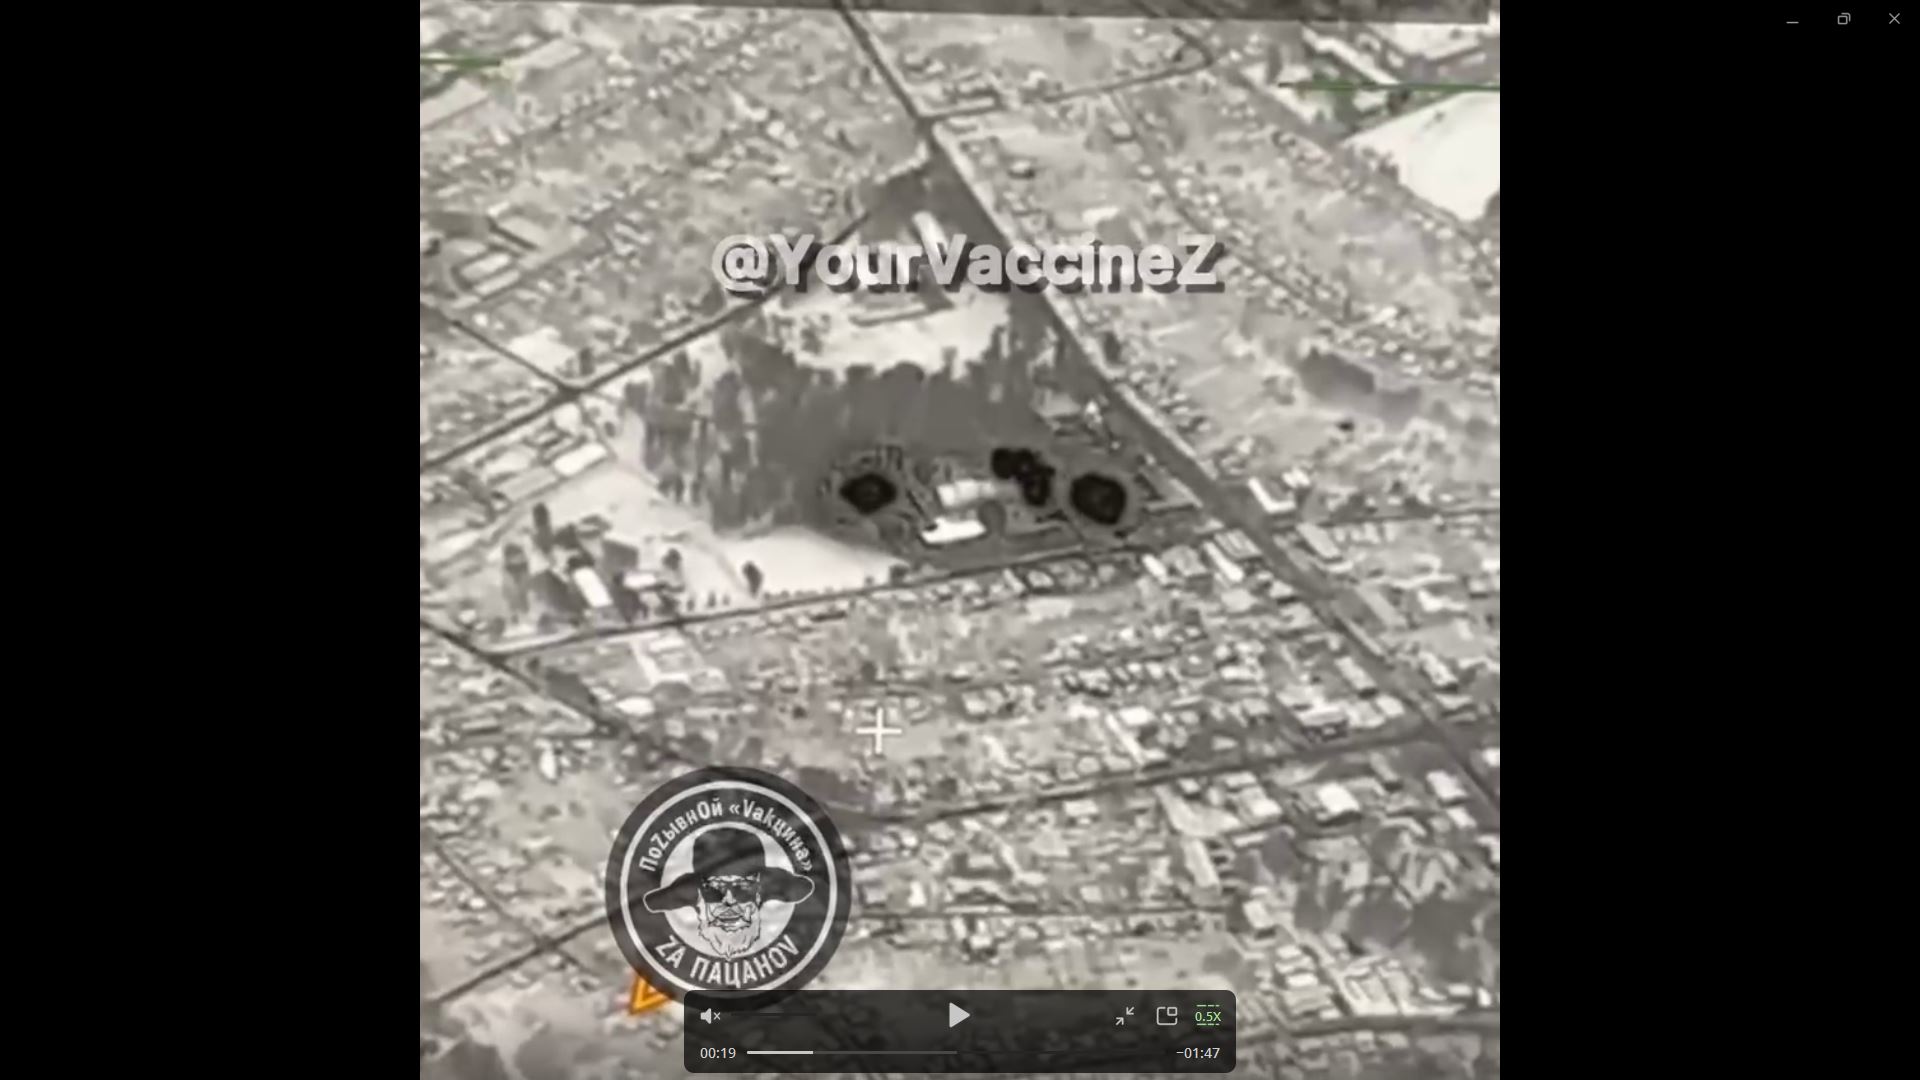 @YourVaccineZ
ПоZывнОй «Vakцина»
ZA ПАЦАНОV
0.5X
00:19
−01:47